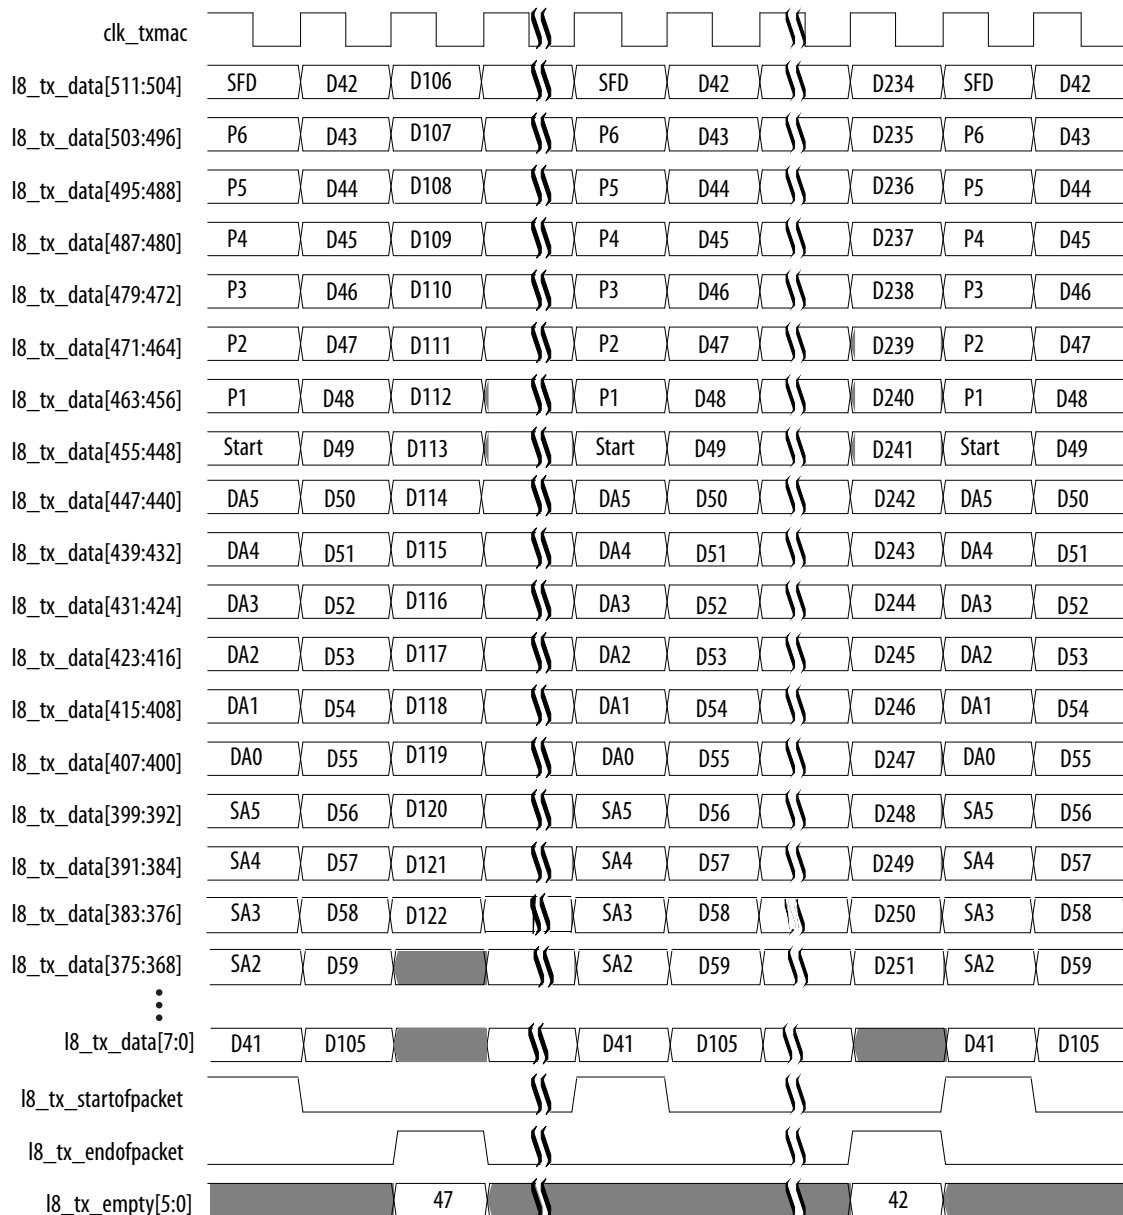 clk_txmac
l8_tx_data[511:504] SFD D42 D106 SFD D42 D234 SFD D42
l8_tx_data[503:496] P6 D43 D107 P6 D43 D235 P6 D43
l8_tx_data[495:488] P5 D44 D108 P5 D44 D236 P5 D44
l8_tx_data[487:480] P4 D45 D109 P4 D45 D237 P4 D45
l8_tx_data[479:472] P3 D46 D110 P3 D46 D238 P3 D46
l8_tx_data[471:464] P2 D47 D111 P2 D47 D239 P2 D47
l8_tx_data[463:456] P1 D48 D112 P1 D48 D240 P1 D48
l8_tx_data[455:448] Start D49 D113 Start D49 D241 Start D49
l8_tx_data[447:440] DA5 D50 D114 DA5 D50 D242 DA5 D50
l8_tx_data[439:432] DA4 D51 D115 DA4 D51 D243 DA4 D51
l8_tx_data[431:424] DA3 D52 D116 DA3 D52 D244 DA3 D52
l8_tx_data[423:416] DA2 D53 D117 DA2 D53 D245 DA2 D53
l8_tx_data[415:408] DA1 D54 D118 DA1 D54 D246 DA1 D54
l8_tx_data[407:400] DA0 D55 D119 DA0 D55 D247 DA0 D55
l8_tx_data[399:392] SA5 D56 D120 SA5 D56 D248 SA5 D56
l8_tx_data[391:384] SA4 D57 D121 SA4 D57 D249 SA4 D57
l8_tx_data[383:376] SA3 D58 D122 SA3 D58 D250 SA3 D58
l8_tx_data[375:368] SA2 D59 SA2 D59 D251 SA2 D59
l8_tx_data[7:0] D41 D105 D41 D105 D41 D105
l8_tx_startofpacket
l8_tx_endofpacket
l8_tx_empty[5:0] 47 42